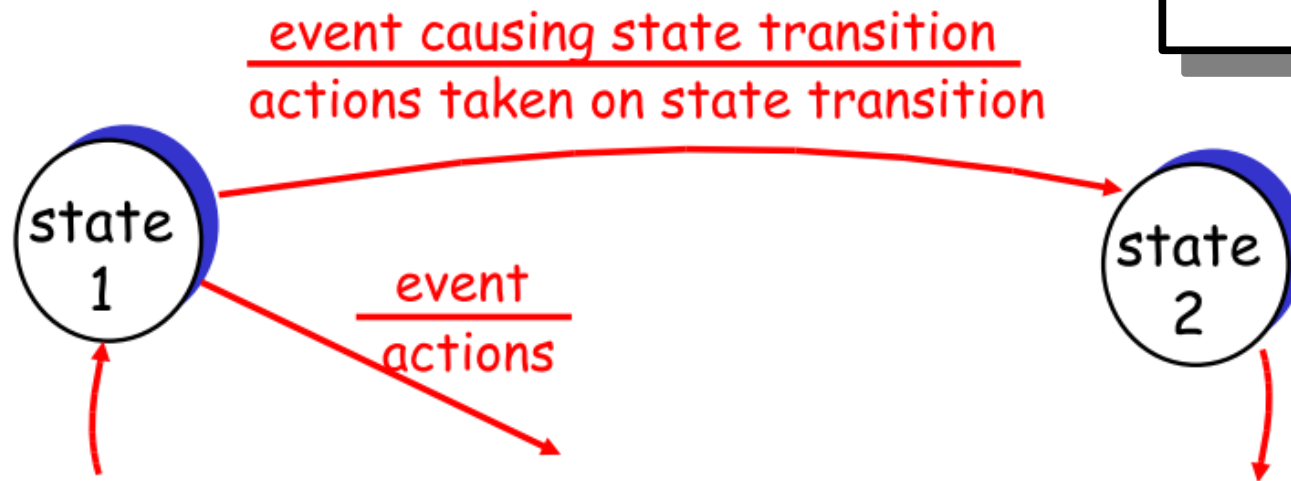 event causing state transition
actions taken on state transition
state
1
event
actions
state
2